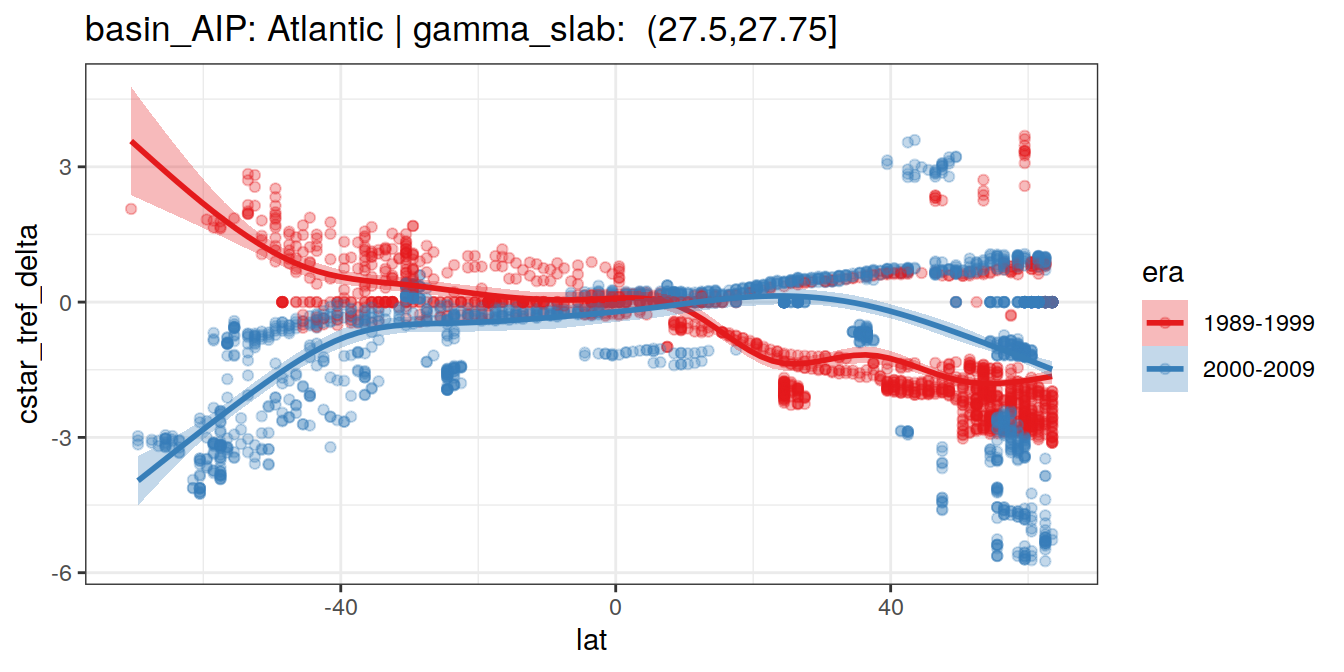 basin_AIP: Atlantic | gamma_slab:  (27.5,27.75]
cstar_tref_delta
3
0
-3
-6
-40
0
40
lat
era
1989-1999
2000-2009